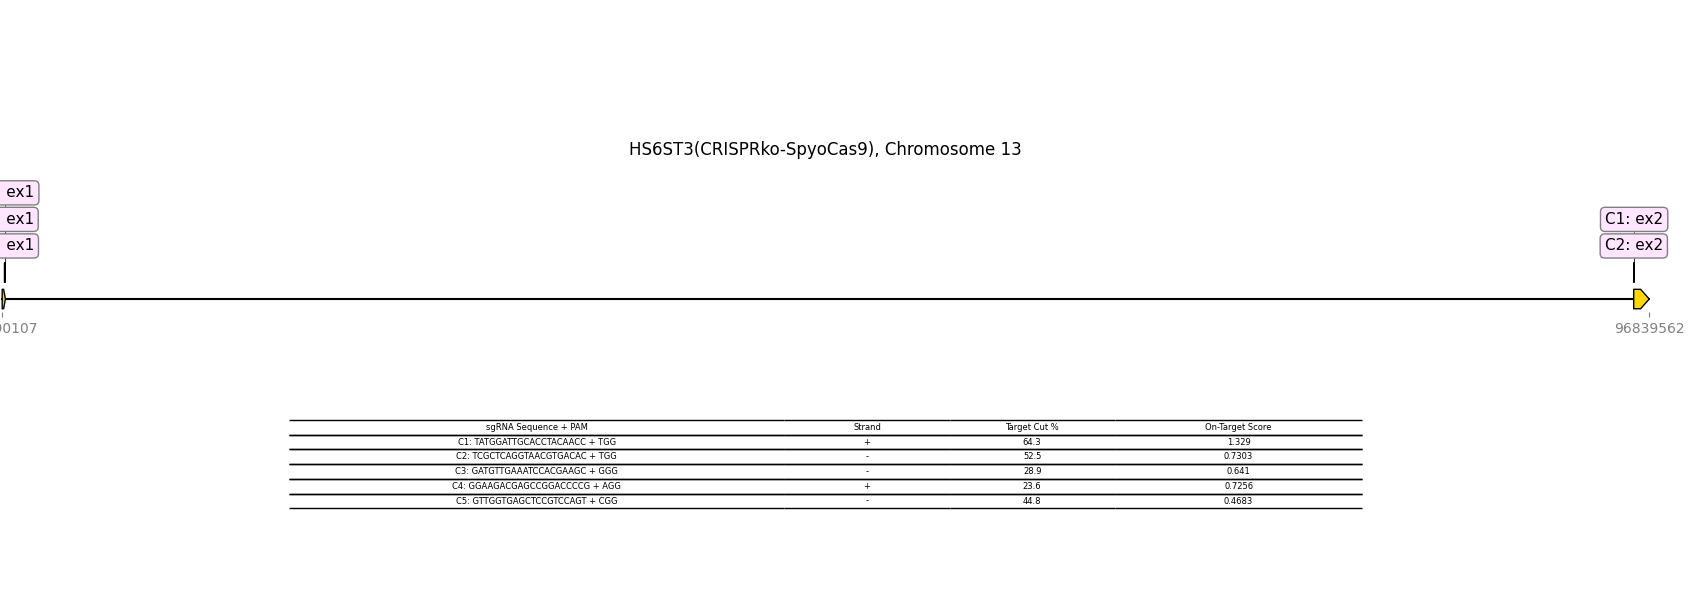 HS6ST3(CRISPRko-SpyoCas9), Chromosome 13
ex1
ex1
C1: ex2
ex1
C2: ex2
90107
96839562
sgRNA Sequence + PAM Strand Target Cut % On-Target Score
C1: TATGGATTGCACCTACAACC + TGG + 64.3 1.329
C2: TCGCTCAGGTAACGTGACAC + TGG - 52.5 0.7303
C3: GATGTTGAAATCCACGAAGC + GGG - 28.9 0.641
C4: GGAAGACGAGCCGGACCCCG + AGG + 23.6 0.7256
C5: GTTGGTGAGCTCCGTCCAGT + CGG - 44.8 0.4683